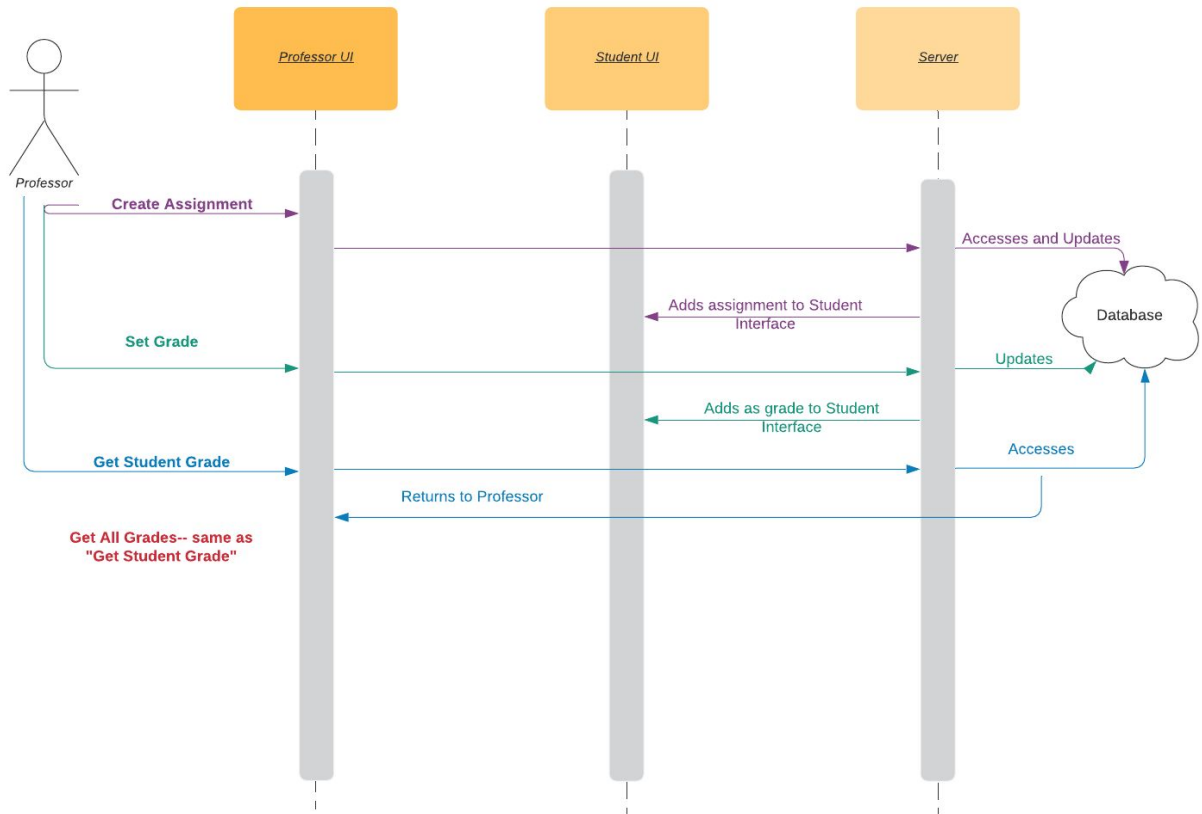 Professor UI
Student UI
Server
Professor
Create Assignment
Accesses and Updates
Adds assignment to Student
Interface
Database
Set Grade
Updates
Adds as grade to Student
Interface
Get Student Grade
Accesses
Returns to Professor
Get All Grades-- same as
"Get Student Grade"